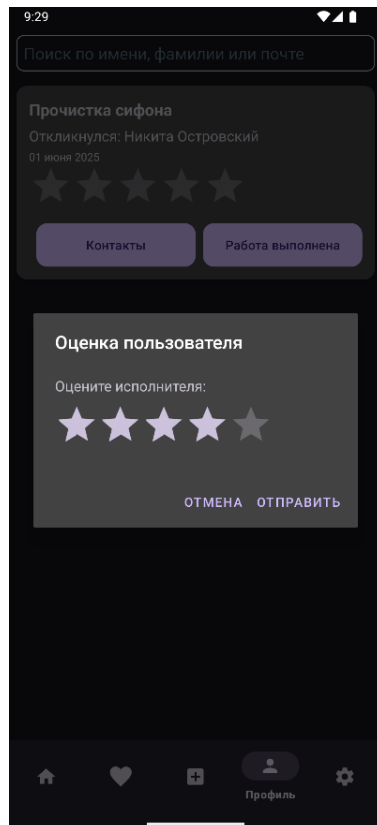 9:29
Поиск по имени, фамилии или почте
Прочистка сифона
Откликнулся: Никита Островский
01 июня 2025
Контакты
Работа выполнена
Оценка пользователя
Оцените исполнителя:
ОТМЕНА ОТПРАВИТЬ
Профиль